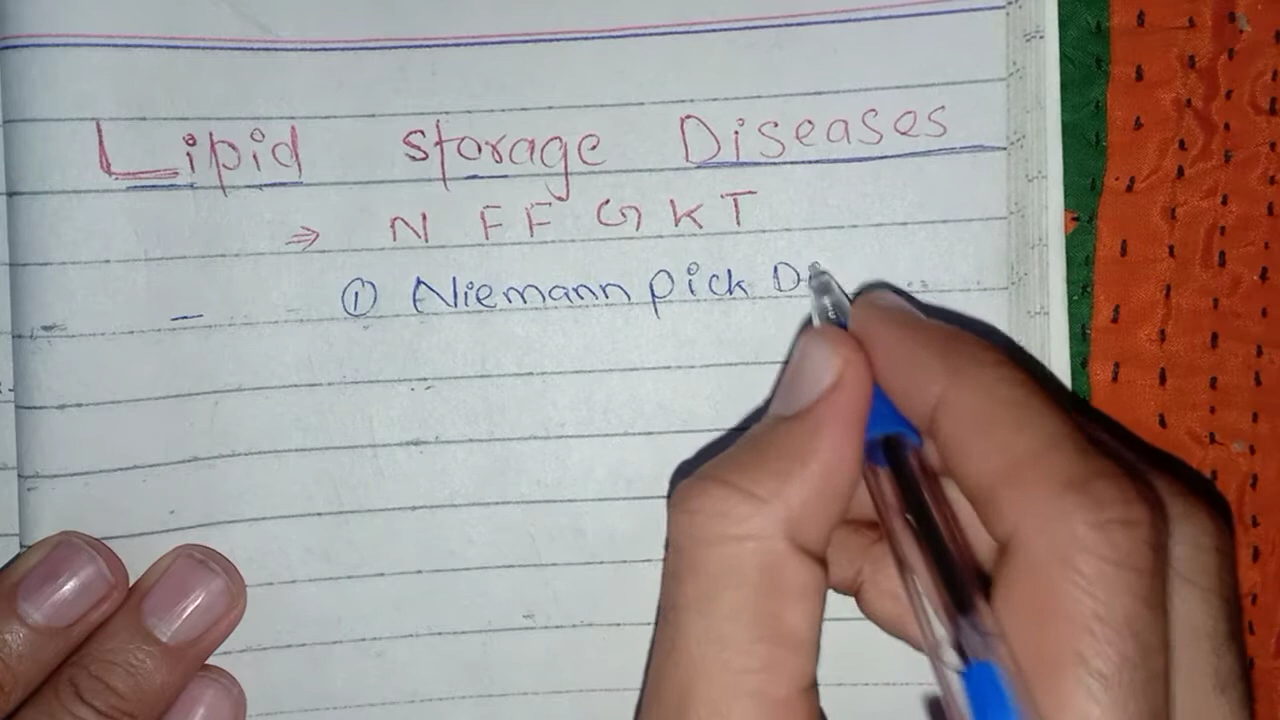 Lipid storage Diseases
⇒ N F F G K T
① Niemann pick D